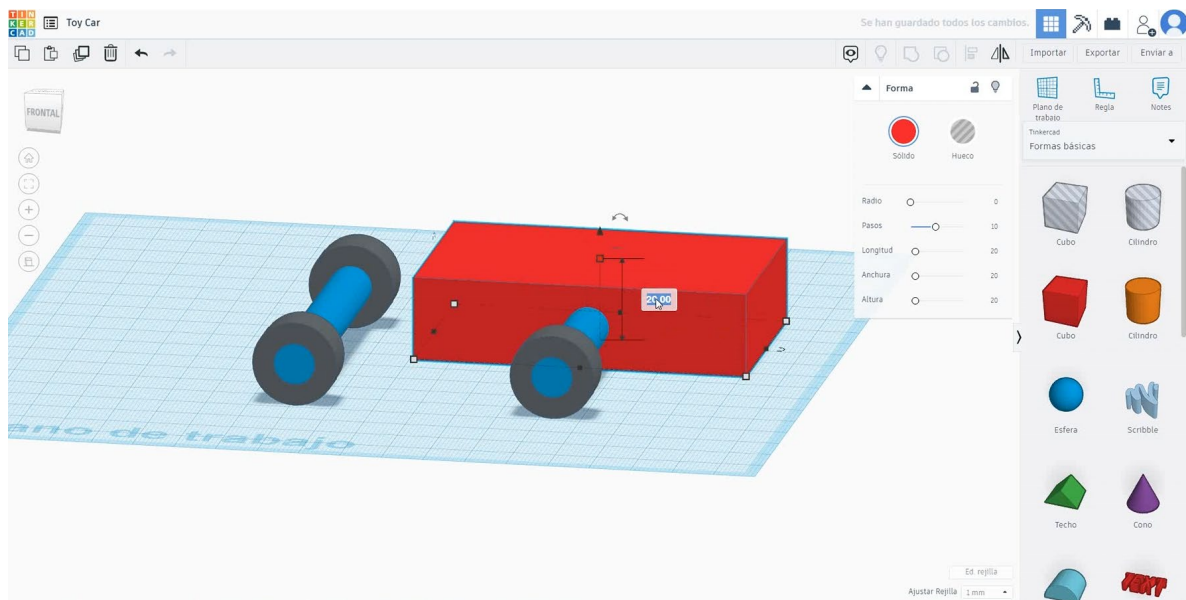 TIN
KER
CAD
Toy Car
Se han guardado todos los cambios.
Importar
Exportar
Enviar a
FRONTAL
Forma
Sólido
Hueco
Radio
0
Pasos
10
Longitud
20
Anchura
20
Altura
20
20.00
Plano de
trabajo
Regla
Notes
Tinkercad
Formas básicas
Cubo
Cilindro
Cubo
Cilindro
Esfera
Scribble
Techo
Cono
TEXT
ano de trabajo
Ed. rejilla
Ajustar Rejilla
1 mm